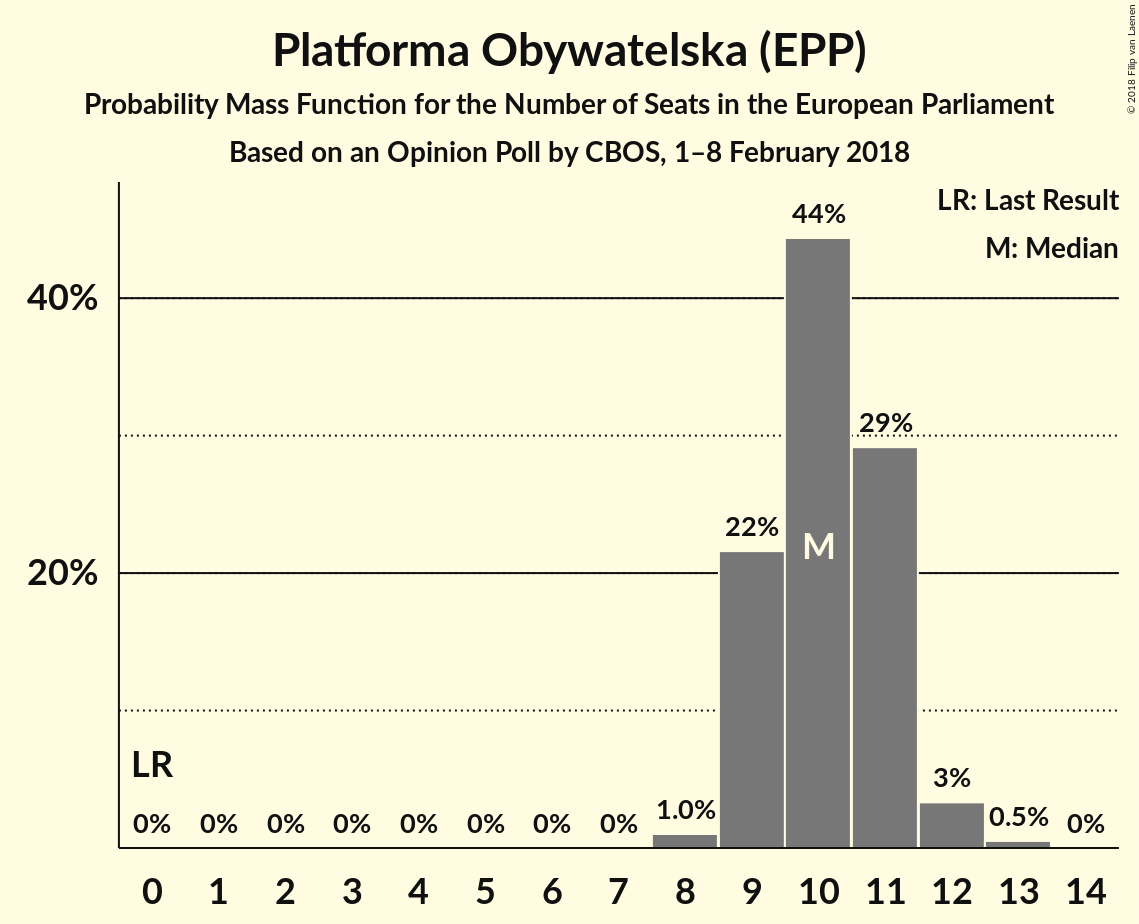 Platforma Obywatelska (EPP)
Probability Mass Function for the Number of Seats in the European Parliament
Based on an Opinion Poll by CBOS, 1–8 February 2018
© 2018 Filip van Laenen
LR: Last Result
M: Median
44%
40%
29%
22%
M
20%
LR
3%
0% 0% 0% 0% 0% 0% 0% 0% 1.0% 0.5% 0%
0 1 2 3 4 5 6 7 8 9 10 11 12 13 14